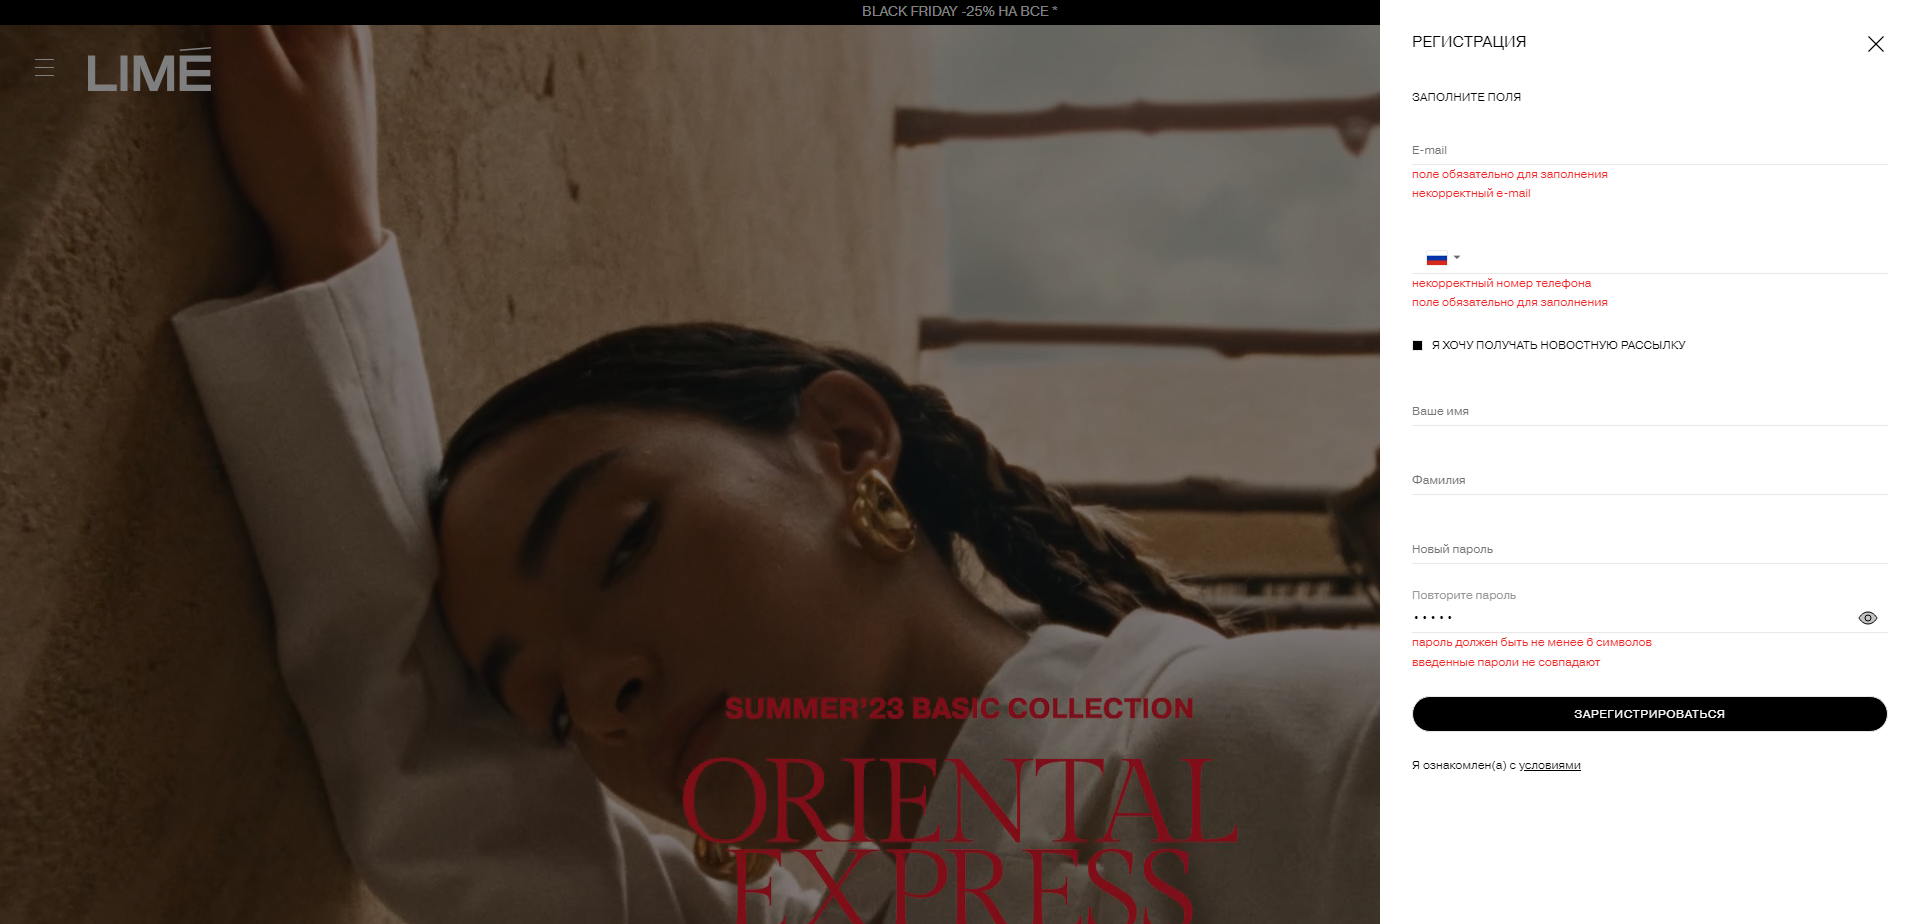 BLACK FRIDAY -25% НА ВСЕ *
LIMÉ
SUMMER'23 BASIC COLLECTION
ORIENTAL
EXPRESS
РЕГИСТРАЦИЯ
ЗАПОЛНИТЕ ПОЛЯ
E-mail
поле обязательно для заполнения
некорректный e-mail
некорректный номер телефона
поле обязательно для заполнения
Я ХОЧУ ПОЛУЧАТЬ НОВОСТНУЮ РАССЫЛКУ
Ваше имя
Фамилия
Новый пароль
Повторите пароль
•••••
пароль должен быть не менее 6 символов
введенные пароли не совпадают
ЗАРЕГИСТРИРОВАТЬСЯ
Я ознакомлен(а) с условиями